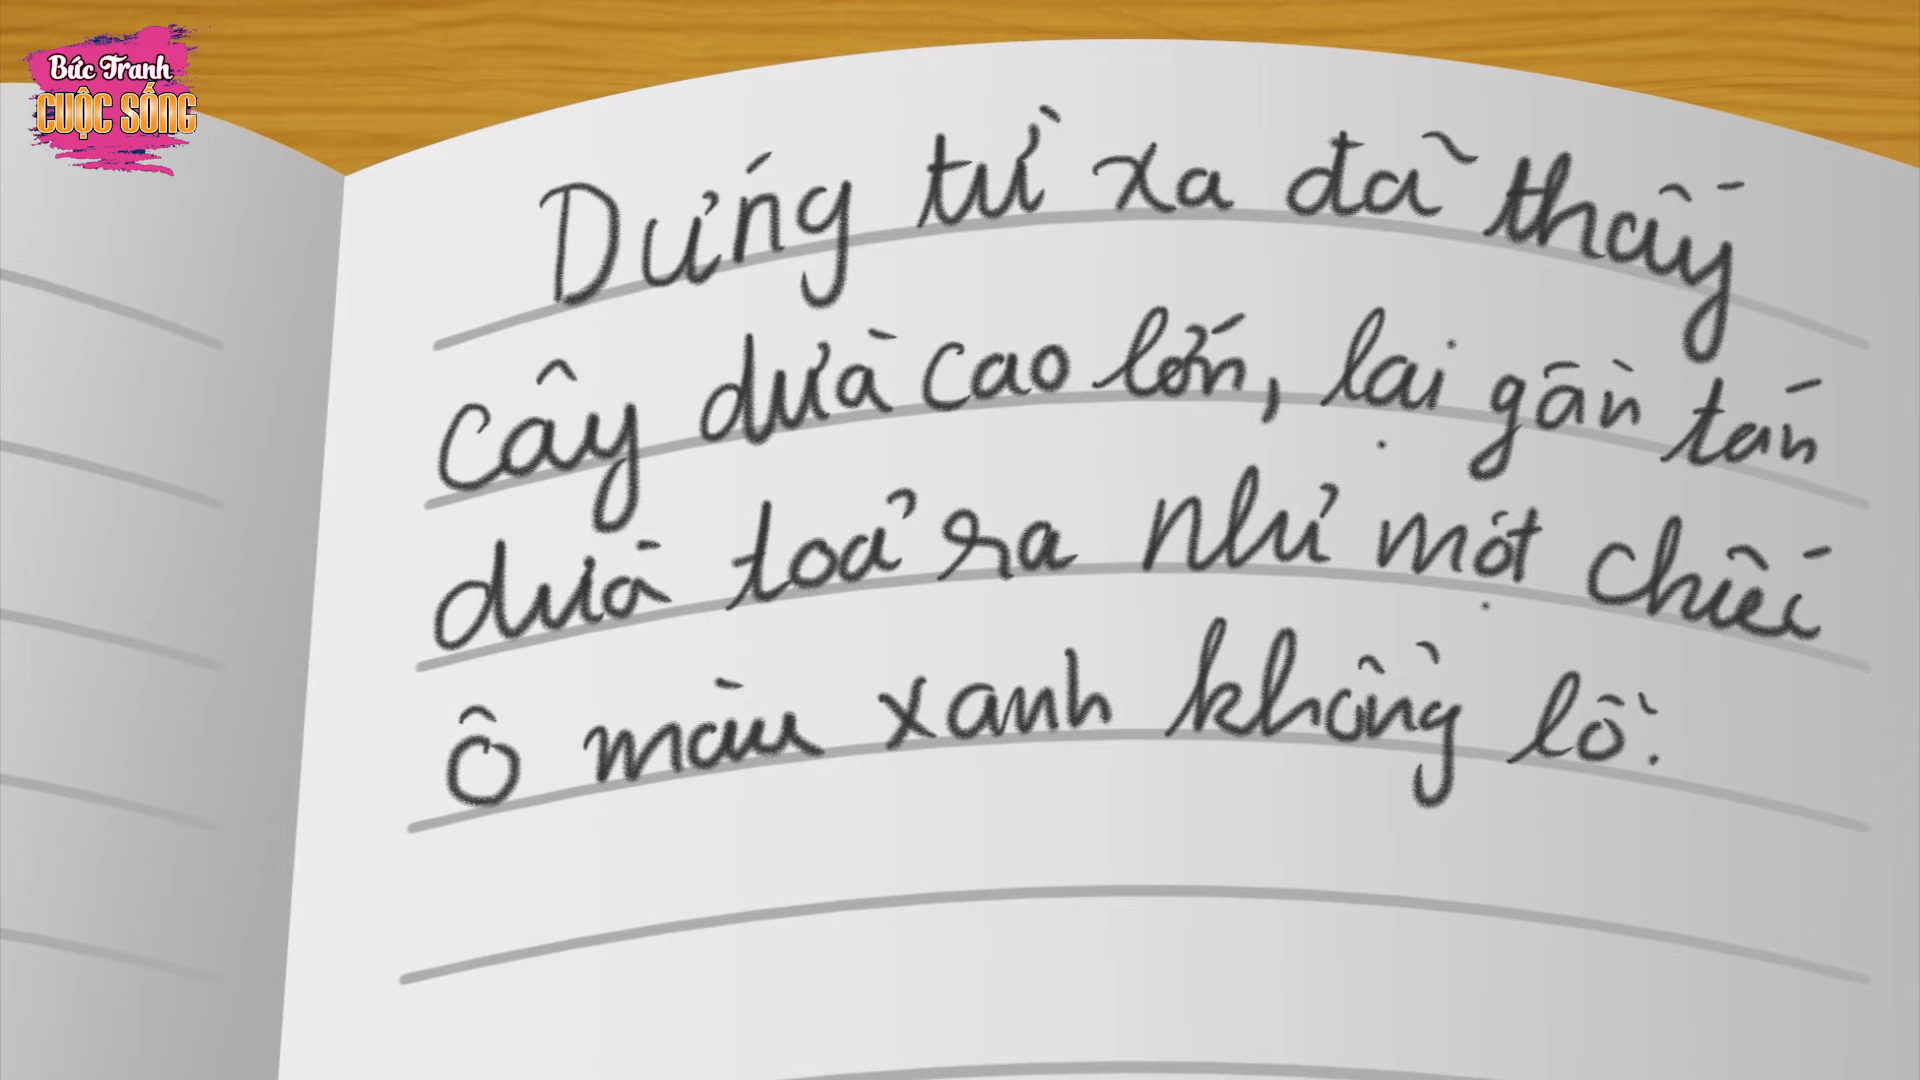 Bức Tranh
CUỘC SỐNG
Dứng từ xa đã thấy
cây dừa cao lớn, lại gần tán
dừa toả ra như một chiếc
ô màu xanh khổng lồ.